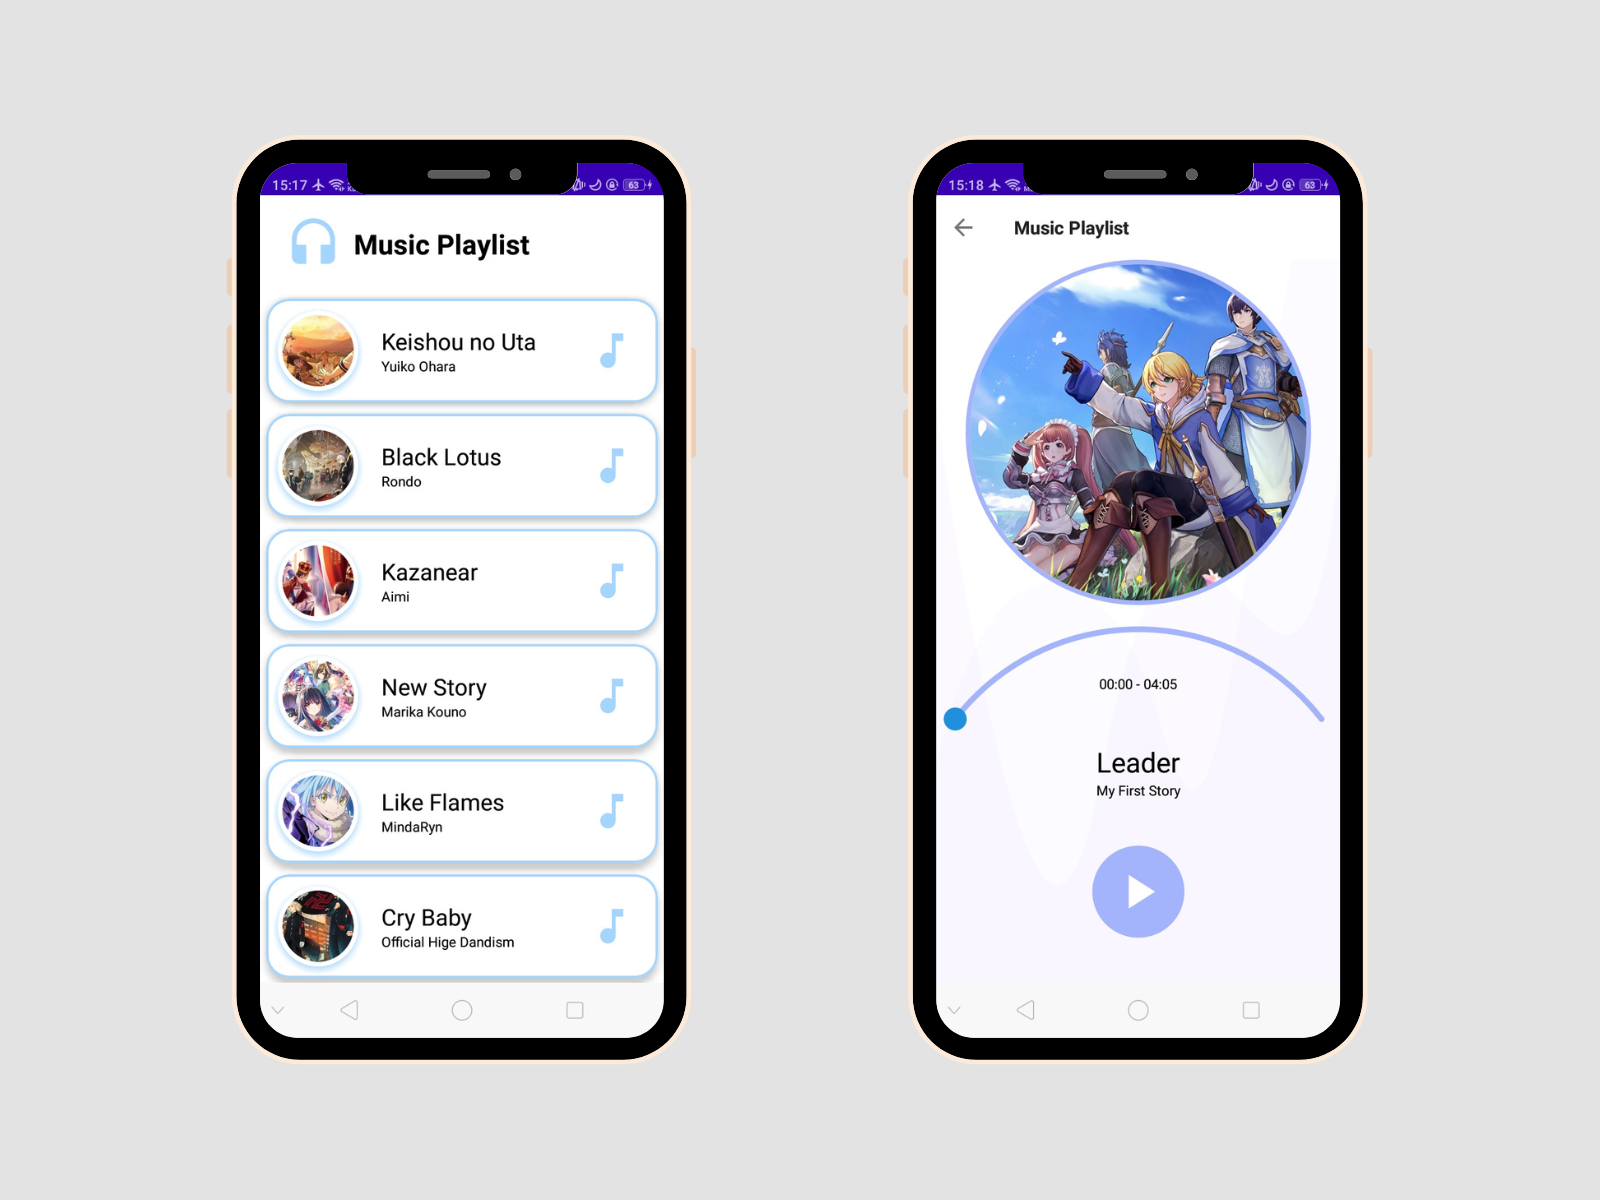 15:17
63
Music Playlist
Keishou no Uta
Yuiko Ohara
Black Lotus
Rondo
Kazanear
Aimi
New Story
Marika Kouno
Like Flames
MindaRyn
Cry Baby
Official Hige Dandism
15:18
63
Music Playlist
00:00 - 04:05
Leader
My First Story